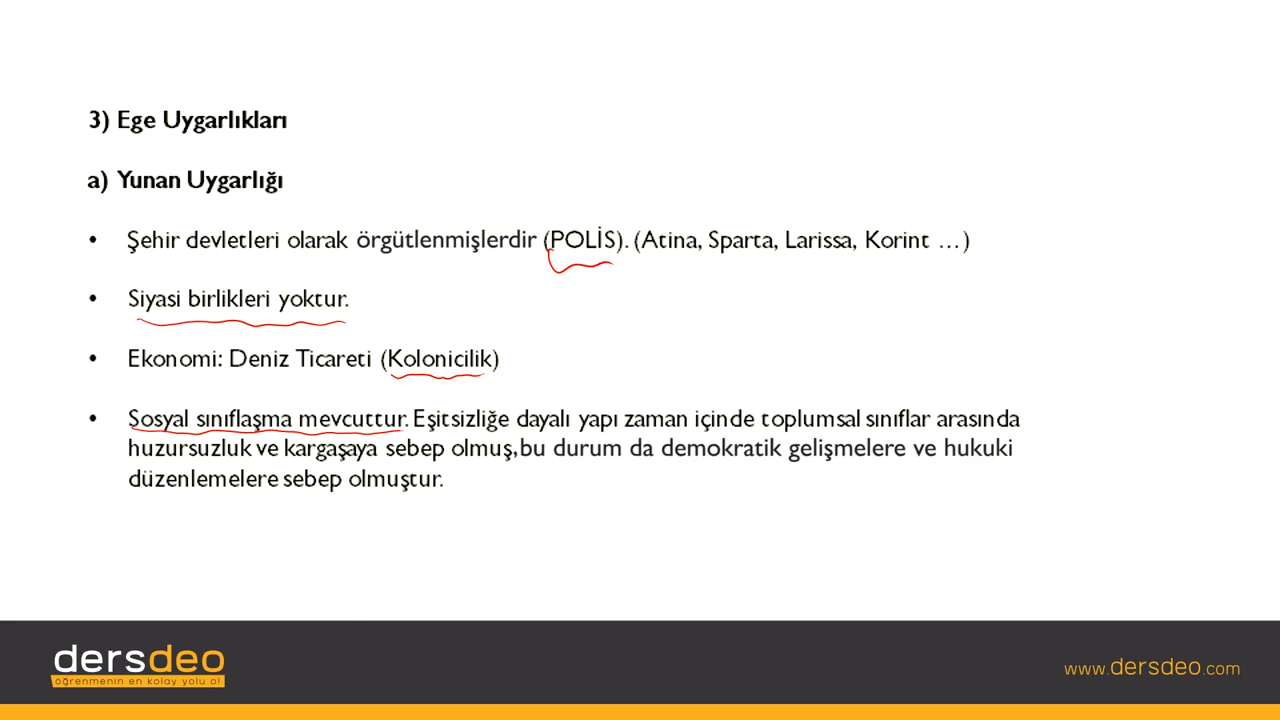 3) Ege Uygarlıkları
a) Yunan Uygarlığı
• Şehir devletleri olarak örgütlenmişlerdir (POLİS). (Atina, Sparta, Larissa, Korint …)
• Siyasi birlikleri yoktur.
• Ekonomi: Deniz Ticareti (Kolonicilik)
• Sosyal sınıflaşma mevcuttur. Eşitsizliğe dayalı yapı zaman içinde toplumsal sınıflar arasında
huzursuzluk ve kargaşaya sebep olmuş, bu durum da demokratik gelişmelere ve hukuki
düzenlemelere sebep olmuştur.
dersdeo
öğrenmenin en kolay yolu o!
www.dersdeo.com